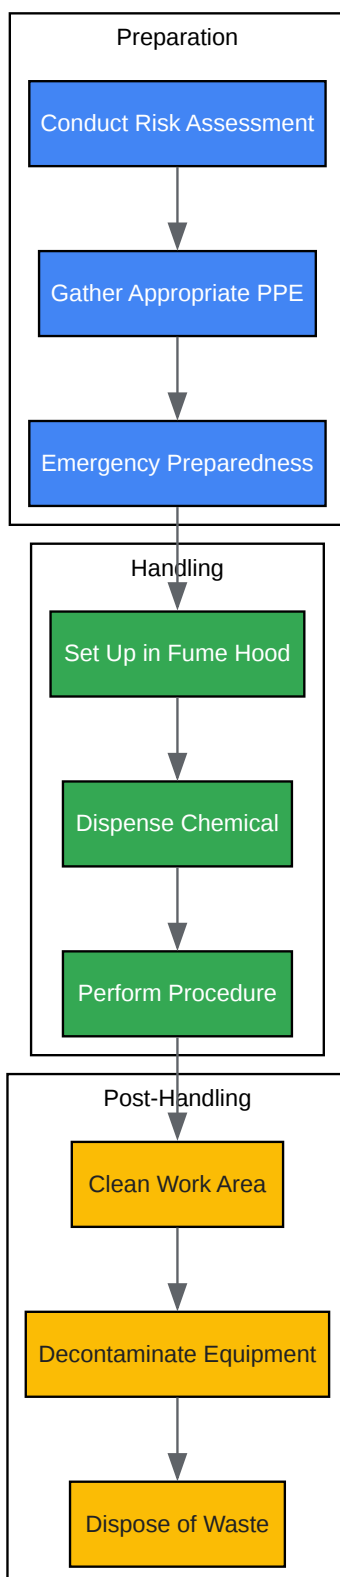 Preparation
Conduct Risk Assessment
Gather Appropriate PPE
Emergency Preparedness
Handling
Set Up in Fume Hood
Dispense Chemical
Perform Procedure
Post-Handling
Clean Work Area
Decontaminate Equipment
Dispose of Waste